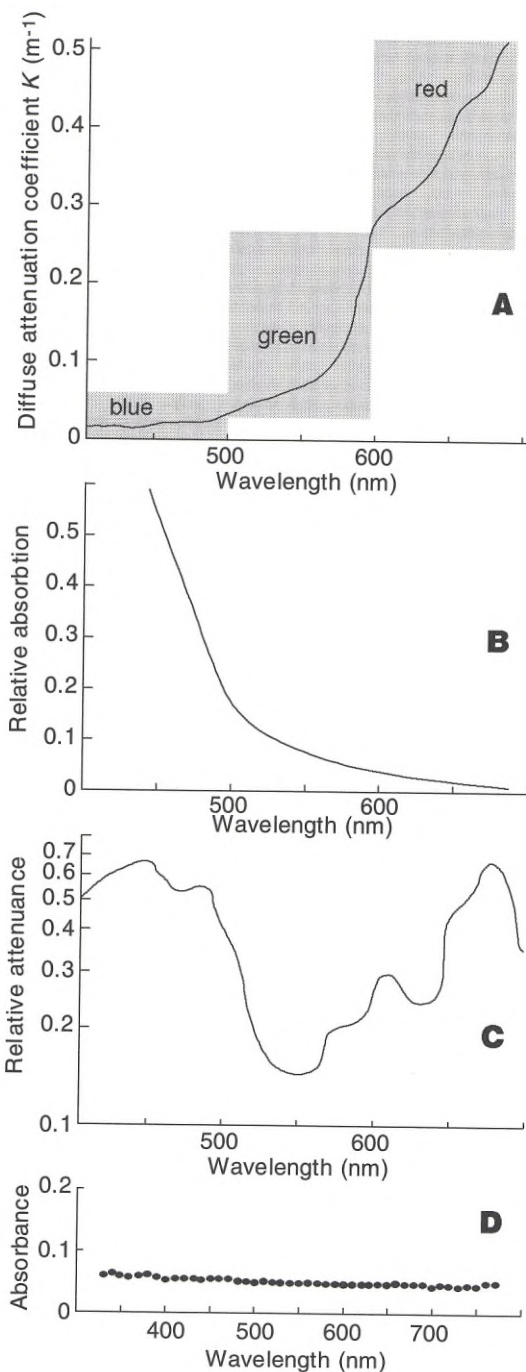 Diffuse attenuation coefficient K (m-1)
0.5
0.4
0.3
0.2
0.1
0
red
green
blue
A
500
600
Wavelength (nm)
Relative absorbtion
0.5
0.4
0.3
0.2
0.1
0
B
500
600
Wavelength (nm)
Relative attenuance
0.7
0.6
0.5
0.4
0.3
0.2
0.1
C
500
600
Wavelength (nm)
Absorbance
0.2
0.1
0
D
400
500
600
700
Wavelength (nm)